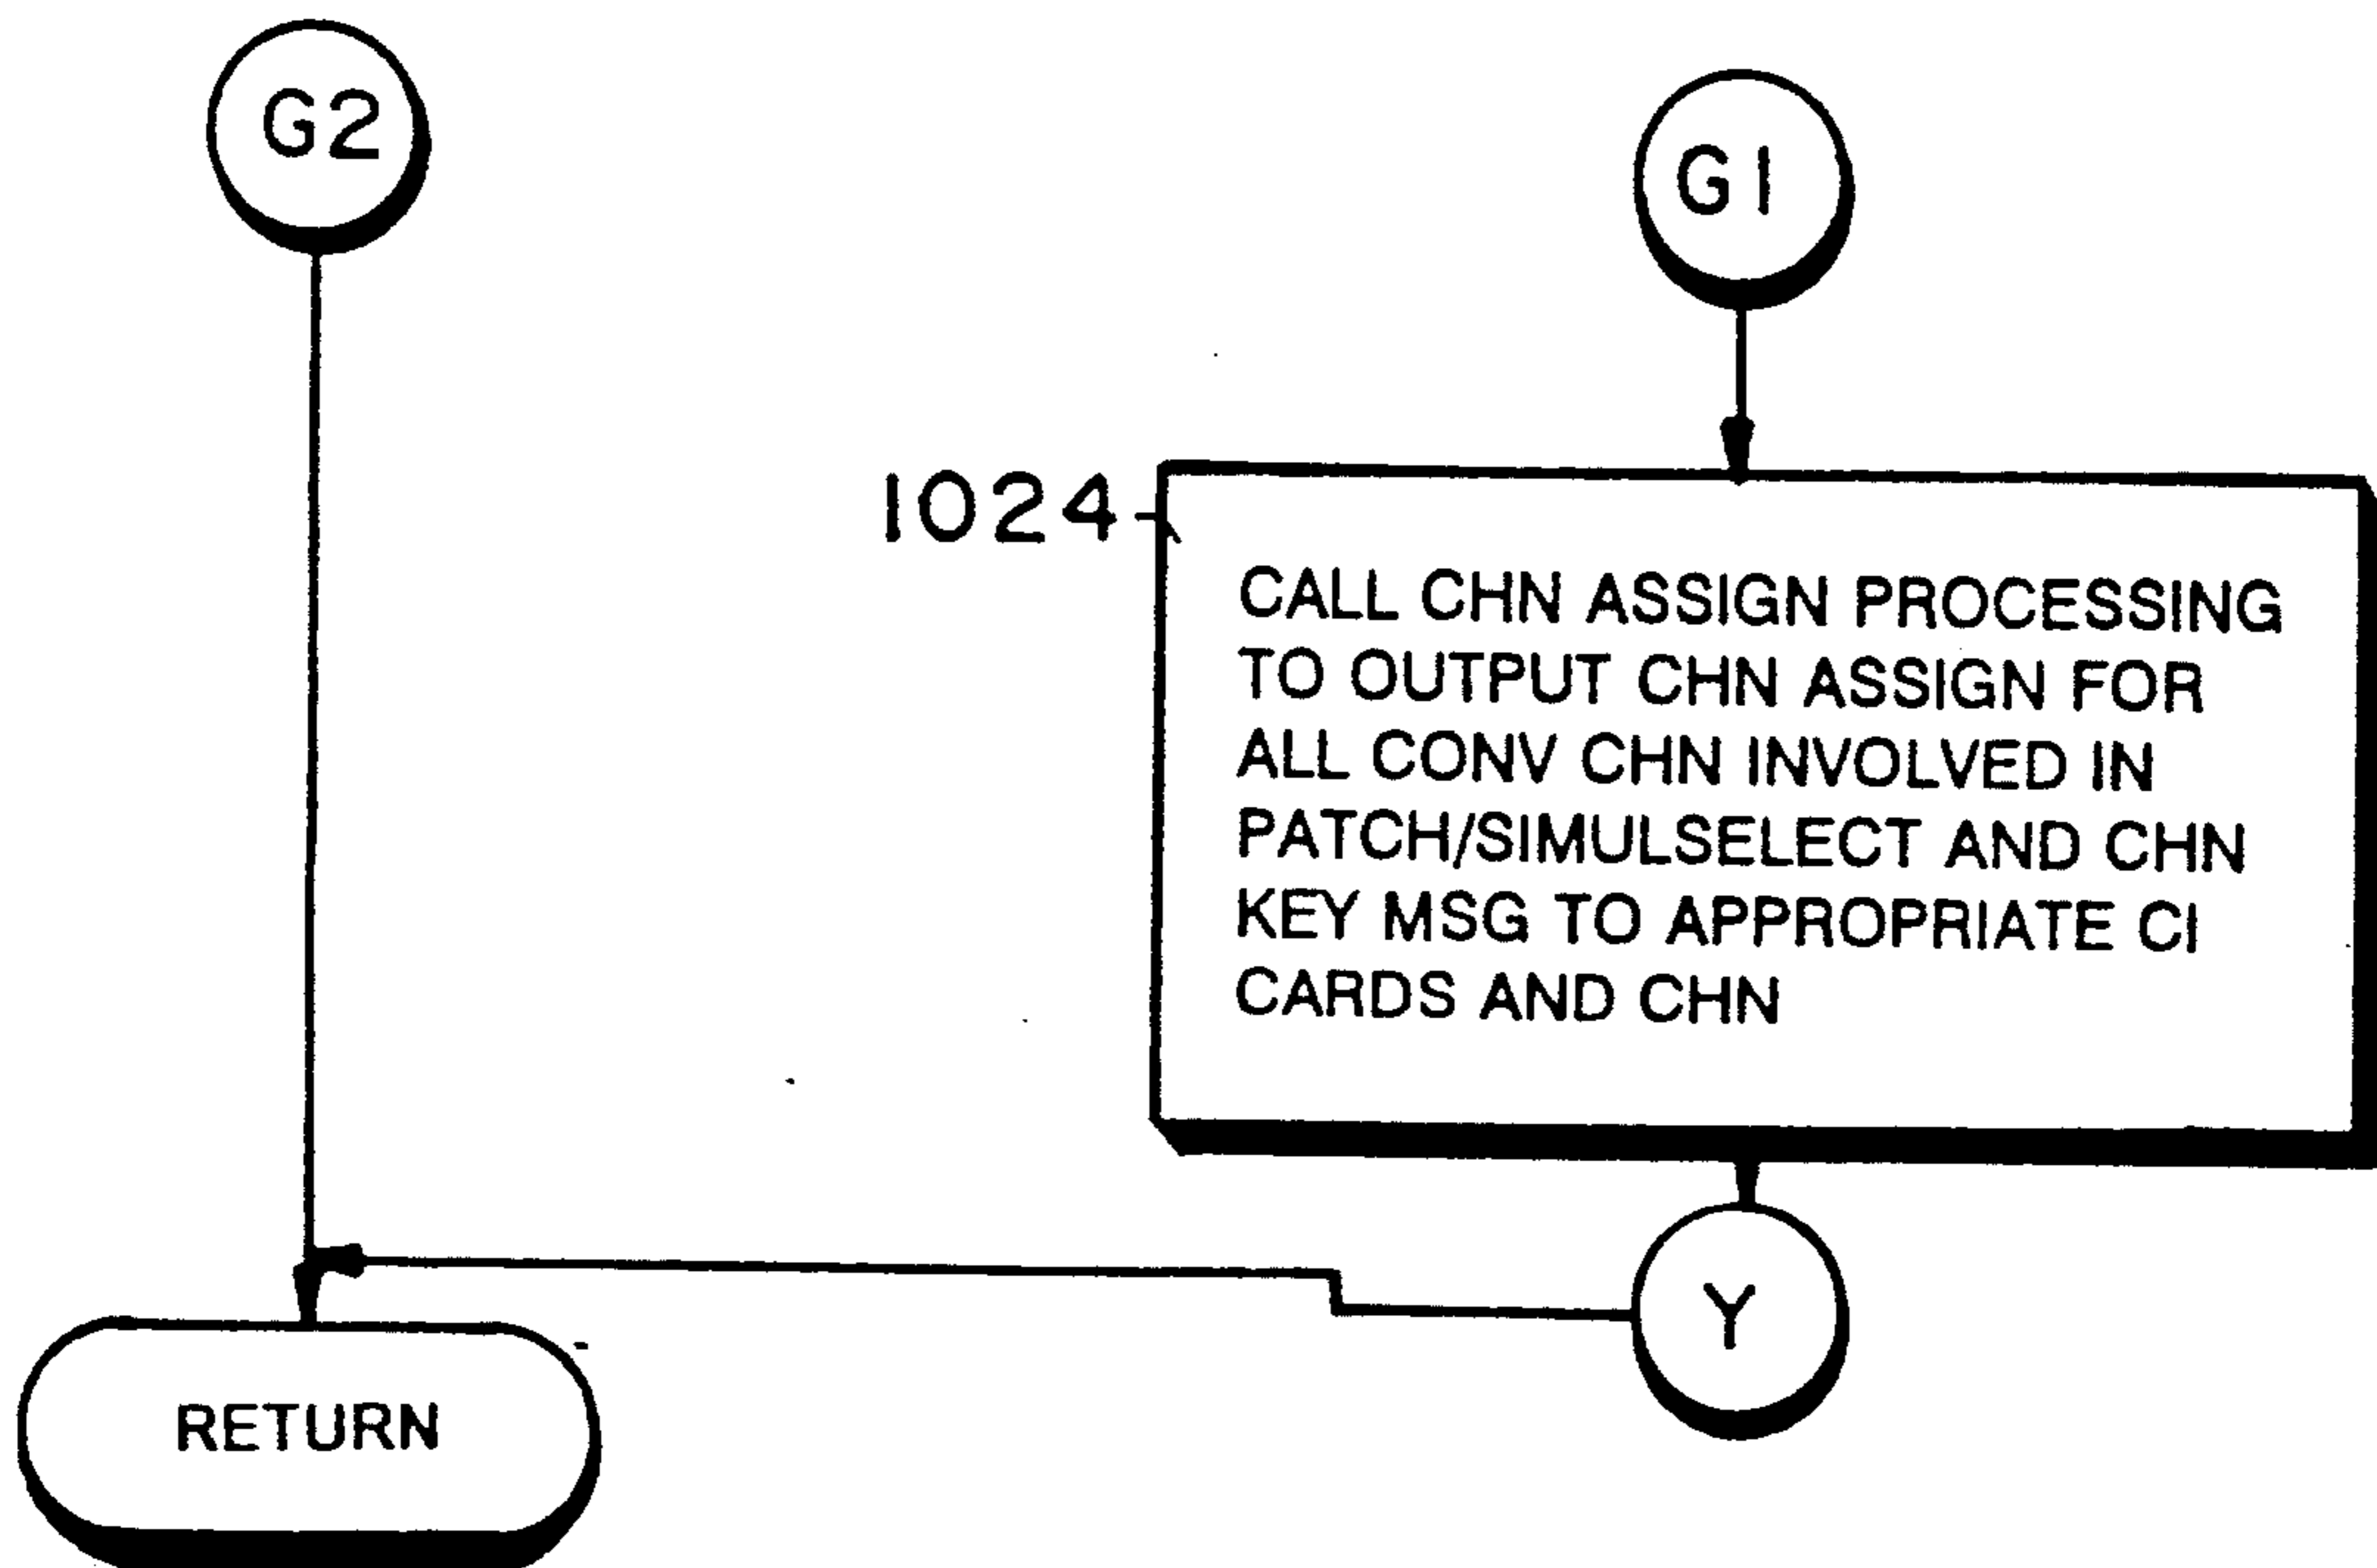 G2
G1
1024
CALL CHN ASSIGN PROCESSING
TO OUTPUT CHN ASSIGN FOR
ALL CONV CHN INVOLVED IN
PATCH/SIMULSELECT AND CHN
KEY MSG TO APPROPRIATE CI
CARDS AND CHN
Y
RETURN